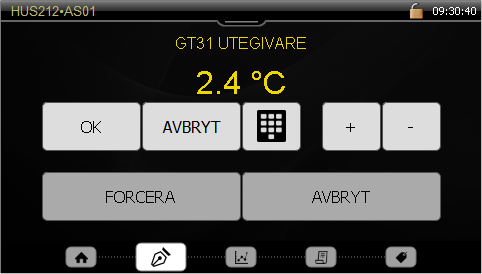 HUS212•AS01 09:30:40
GT31 UTEGIVARE
2.4 °C
OK AVBRYT + -
FORCERA AVBRYT